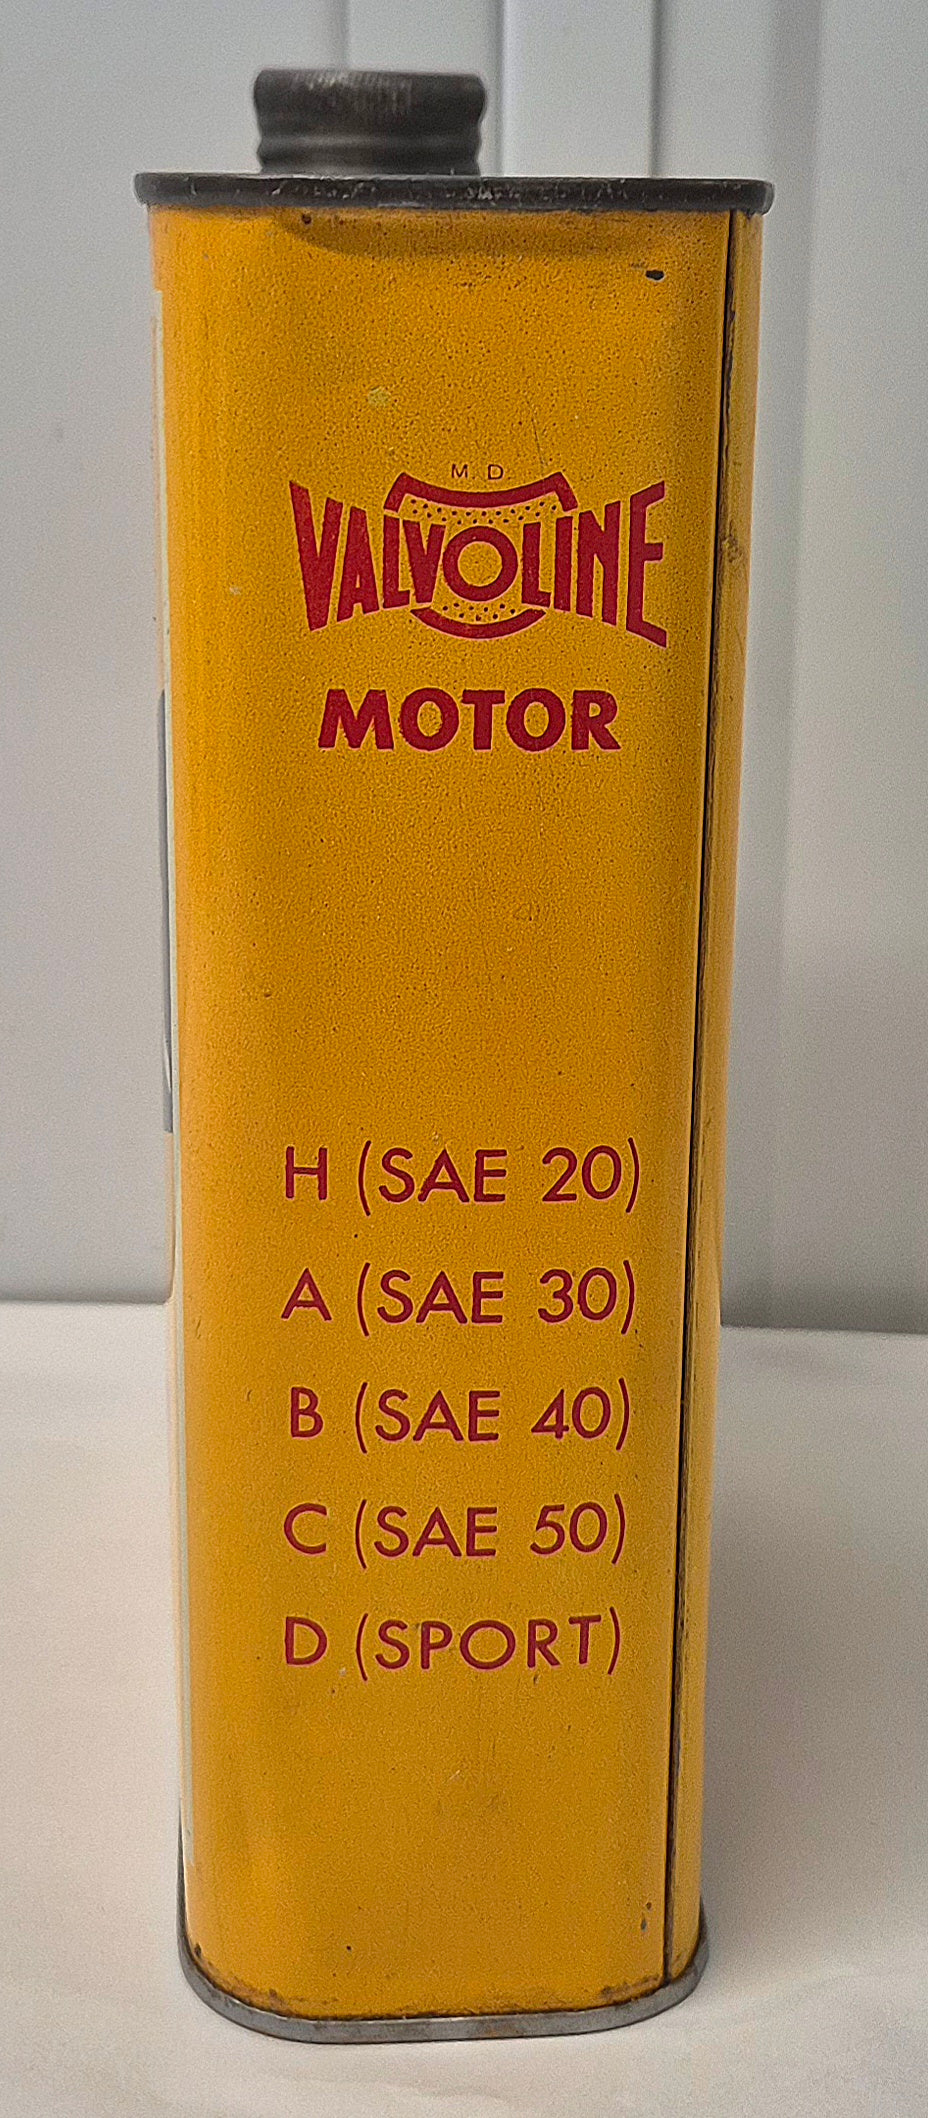 M. D
VALVOLINE
MOTOR
H (SAE 20)
A (SAE 30)
B (SAE 40)
C (SAE 50)
D (SPORT)